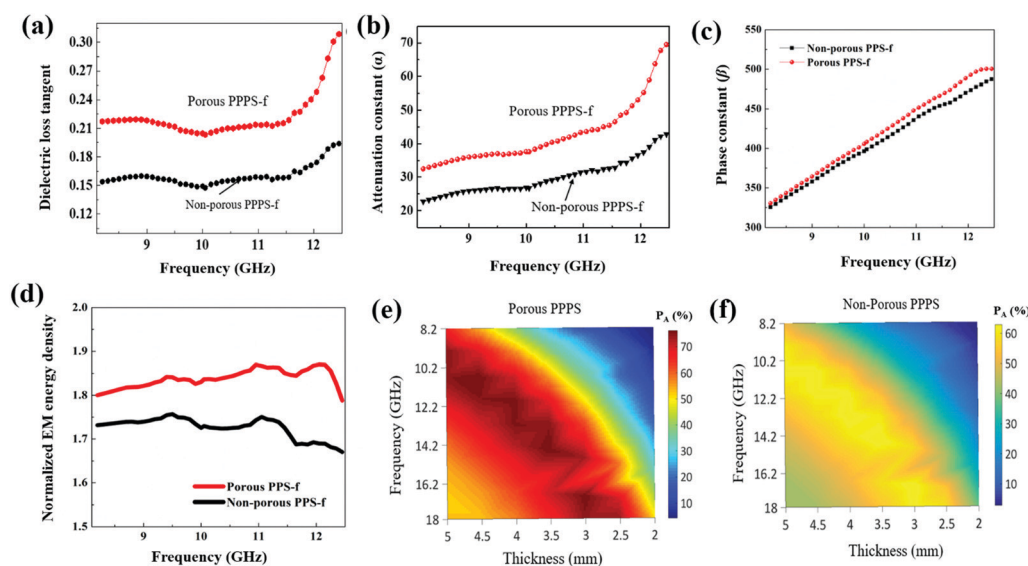 (a)
Dielectric loss tangent
0.30
0.27
0.24
0.21
0.18
0.15
0.12
Porous PPPS-f
Non-porous PPPS-f
9 10 11 12
Frequency (GHz)
(b)
Attenuation constant (α)
70
60
50
40
30
20
Porous PPPS-f
Non-porous PPPS-f
9 10 11 12
Frequency (GHz)
(c)
Phase constant (β)
550
500
450
400
350
300
Non-porous PPS-f
Porous PPS-f
9 10 11 12
Frequency (GHz)
(d)
Normalized EM energy density
2.0
1.9
1.8
1.7
1.6
1.5
Porous PPS-f
Non-porous PPS-f
9 10 11 12
Frequency (GHz)
(e)
Porous PPPS
Frequency (GHz)
8.2
10.2
12.2
14.2
16.2
18
5 4.5 4 3.5 3 2.5 2
Thickness (mm)
PA (%)
70
60
50
40
30
20
10
(f)
Non-Porous PPPS
Frequency (GHz)
8.2
10.2
12.2
14.2
16.2
18
5 4.5 4 3.5 3 2.5 2
Thickness (mm)
PA (%)
60
50
40
30
20
10